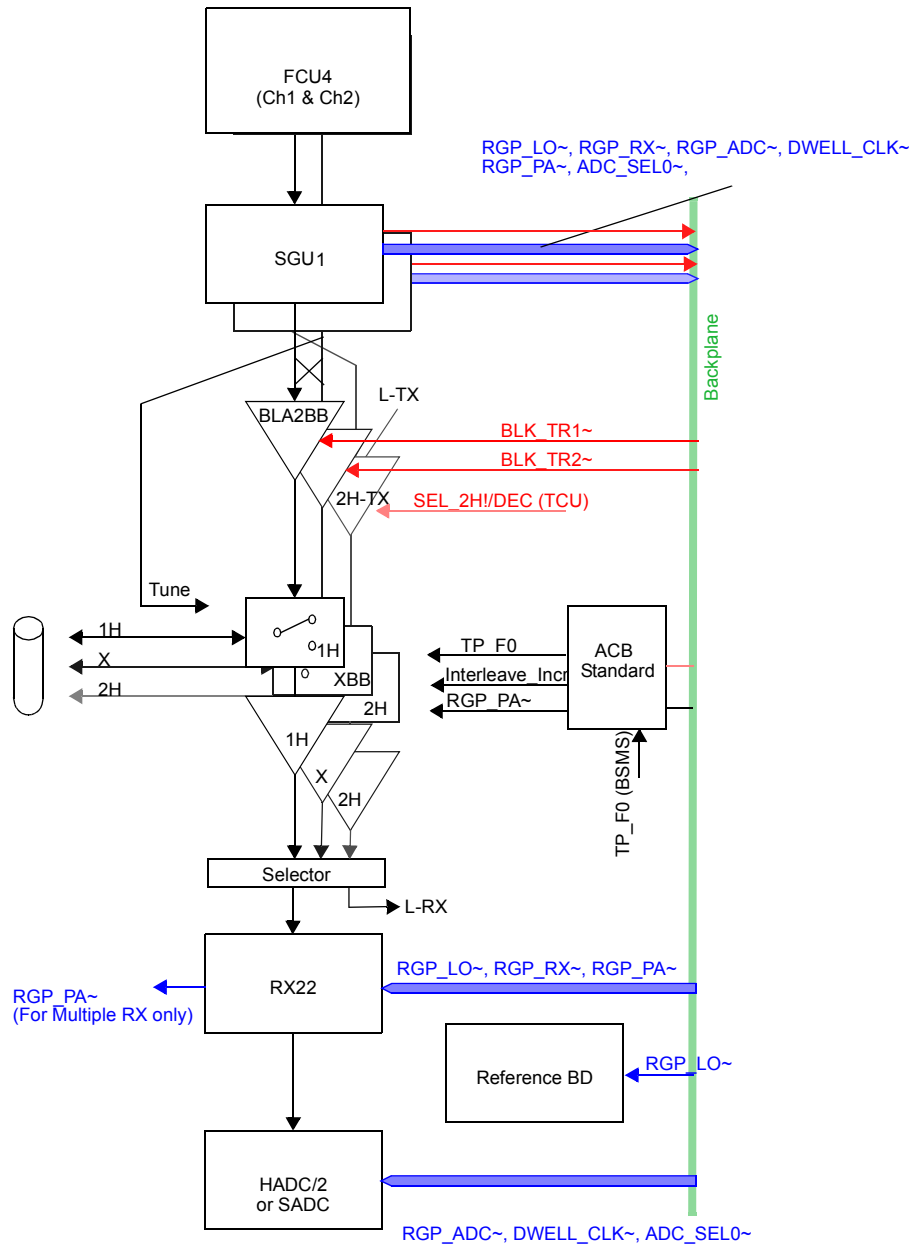 FCU4
(Ch1 & Ch2)
RGP_LO~, RGP_RX~, RGP_ADC~, DWELL_CLK~
RGP_PA~, ADC_SEL0~,
SGU1
Backplane
L-TX
BLA2BB
BLK_TR1~
BLK_TR2~
2H-TX
SEL_2H!/DEC (TCU)
Tune
1H
1H
X
XBB
2H
2H
TP_F0
Interleave_Incr
RGP_PA~
ACB
Standard
TP_F0 (BSMS)
1H
X
2H
Selector
L-RX
RX22
RGP_LO~, RGP_RX~, RGP_PA~
RGP_PA~
(For Multiple RX only)
Reference BD
RGP_LO~
HADC/2
or SADC
RGP_ADC~, DWELL_CLK~, ADC_SEL0~